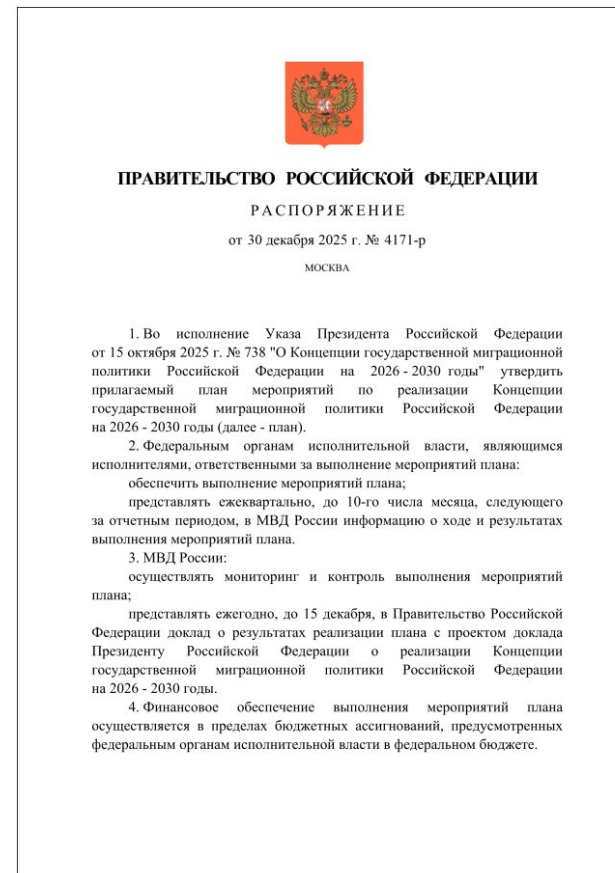 ПРАВИТЕЛЬСТВО РОССИЙСКОЙ ФЕДЕРАЦИИ
РАСПОРЯЖЕНИЕ
от 30 декабря 2025 г. № 4171-р
МОСКВА
1. Во исполнение Указа Президента Российской Федерации
от 15 октября 2025 г. № 738 "О Концепции государственной миграционной
политики Российской Федерации на 2026 - 2030 годы" утвердить
прилагаемый план мероприятий по реализации Концепции
государственной миграционной политики Российской Федерации
на 2026 - 2030 годы (далее - план).
2. Федеральным органам исполнительной власти, являющимся
исполнителями, ответственными за выполнение мероприятий плана:
обеспечить выполнение мероприятий плана;
представлять ежеквартально, до 10-го числа месяца, следующего
за отчетным периодом, в МВД России информацию о ходе и результатах
выполнения мероприятий плана.
3. МВД России:
осуществлять мониторинг и контроль выполнения мероприятий
плана;
представлять ежегодно, до 15 декабря, в Правительство Российской
Федерации доклад о результатах реализации плана с проектом доклада
Президенту Российской Федерации о реализации Концепции
государственной миграционной политики Российской Федерации
на 2026 - 2030 годы.
4. Финансовое обеспечение выполнения мероприятий плана
осуществляется в пределах бюджетных ассигнований, предусмотренных
федеральным органам исполнительной власти в федеральном бюджете.